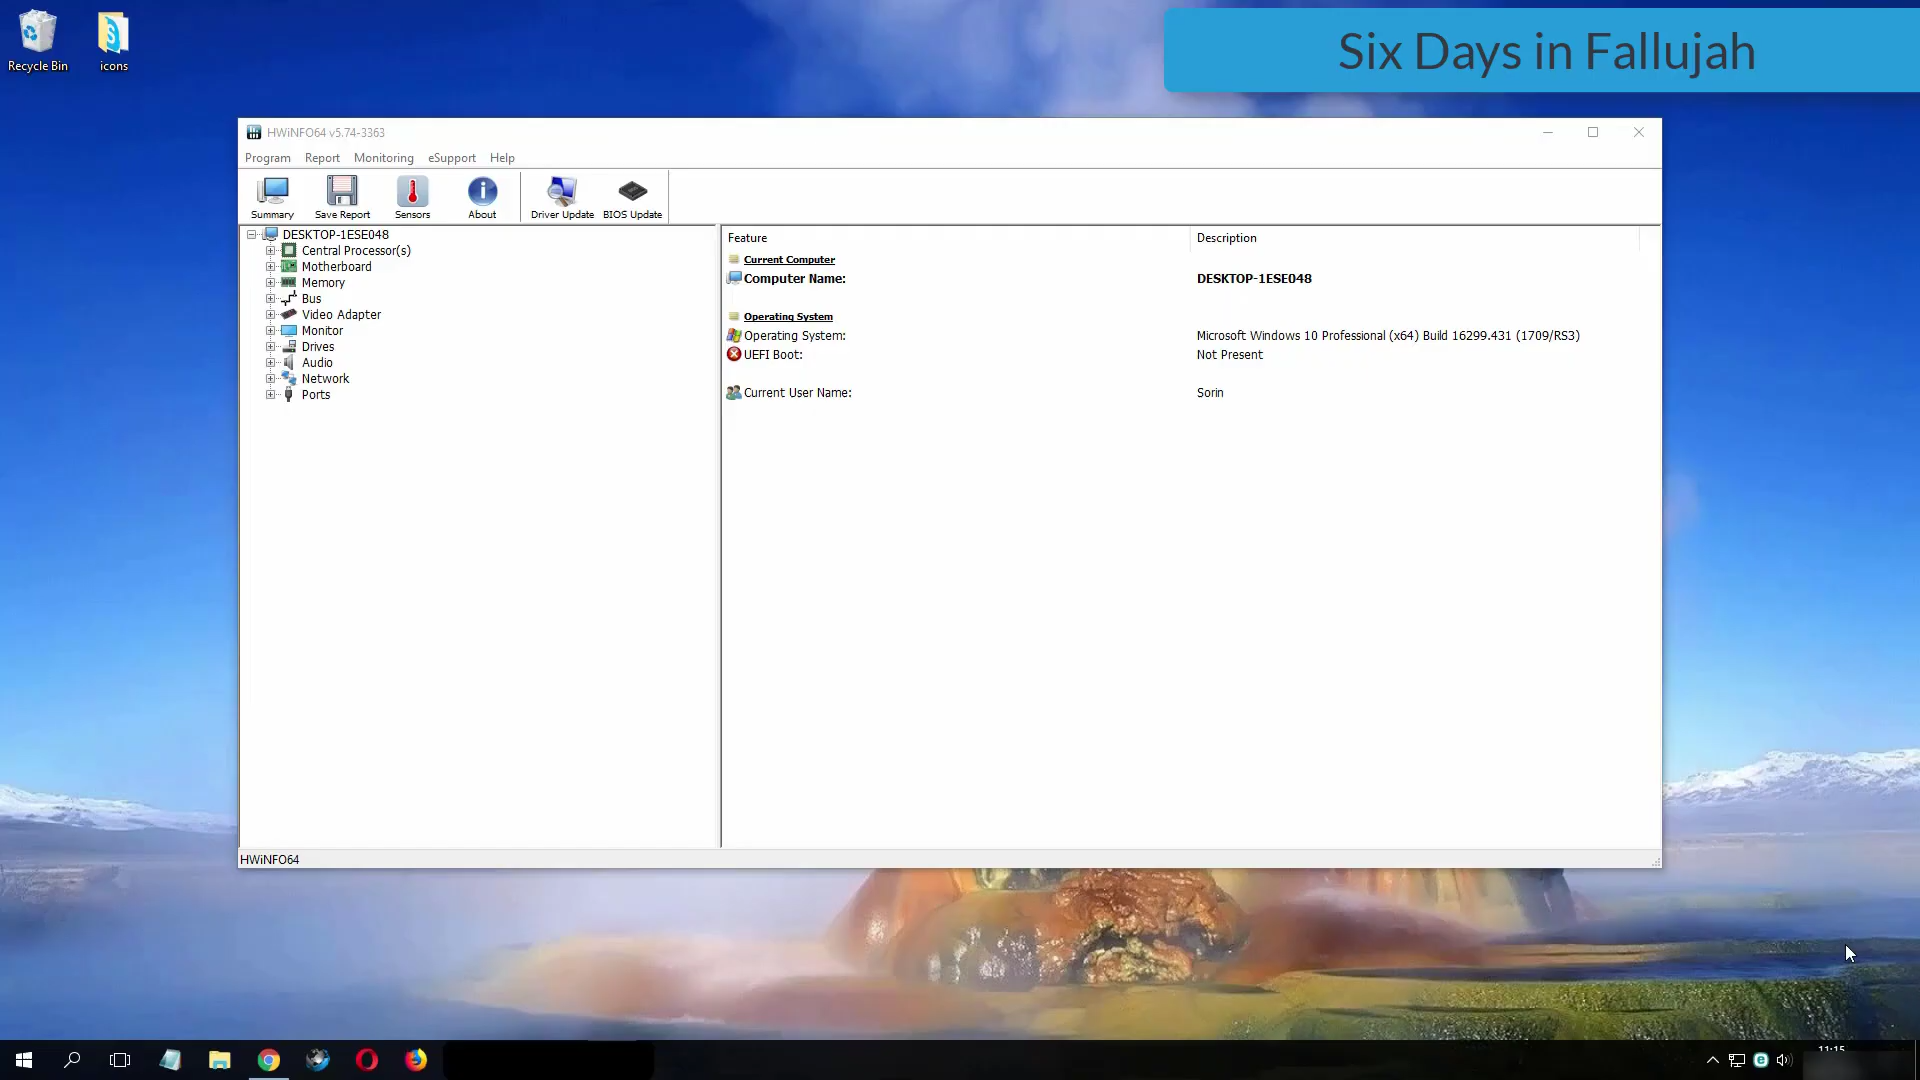 Recycle Bin
icons
Six Days in Fallujah
HWiNFO64 v5.74-3363
Program Report Monitoring eSupport Help
Summary Save Report Sensors About Driver Update BIOS Update
DESKTOP-1ESE048
Central Processor(s)
Motherboard
Memory
Bus
Video Adapter
Monitor
Drives
Audio
Network
Ports
Feature Description
Current Computer
Computer Name: DESKTOP-1ESE048
Operating System
Operating System: Microsoft Windows 10 Professional (x64) Build 16299.431 (1709/RS3)
UEFI Boot: Not Present
Current User Name: Sorin
HWiNFO64
11:15